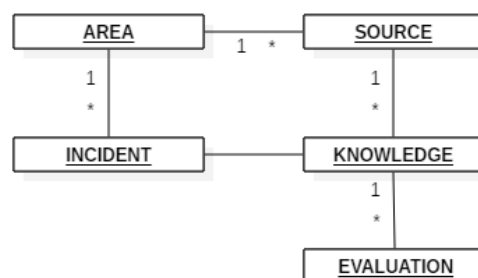 AREA
SOURCE
1 *
1
*
1
*
INCIDENT
KNOWLEDGE
1
*
EVALUATION